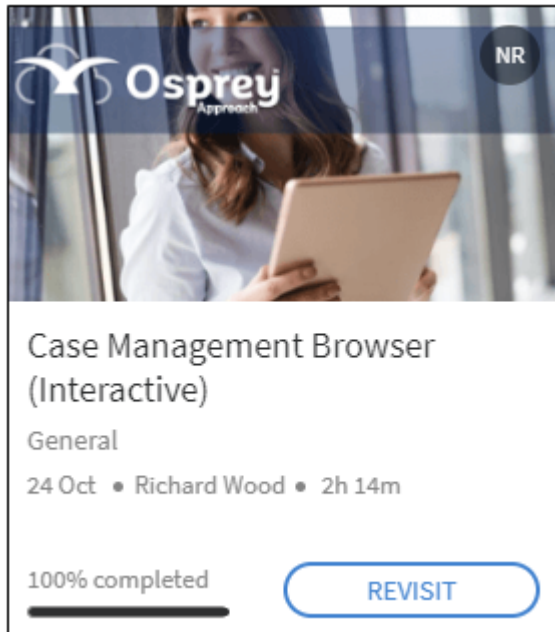 NR
Osprey
Approach
Case Management Browser
(Interactive)
General
24 Oct • Richard Wood • 2h 14m
100% completed
REVISIT